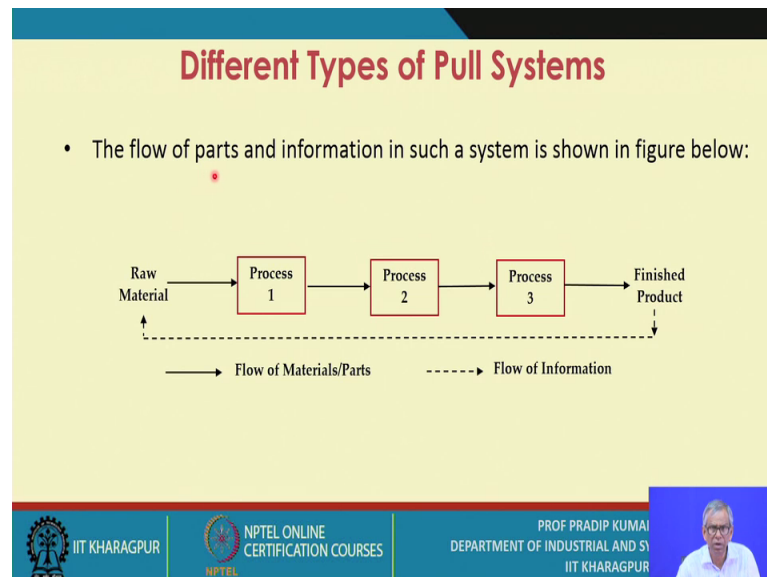 Different Types of Pull Systems
• The flow of parts and information in such a system is shown in figure below:
Raw
Material
Process
1
Process
2
Process
3
Finished
Product
Flow of Materials/Parts
Flow of Information
IIT KHARAGPUR
NPTEL
NPTEL ONLINE
CERTIFICATION COURSES
PROF PRADIP KUMA
DEPARTMENT OF INDUSTRIAL AND SY
IIT KHARAGPUR